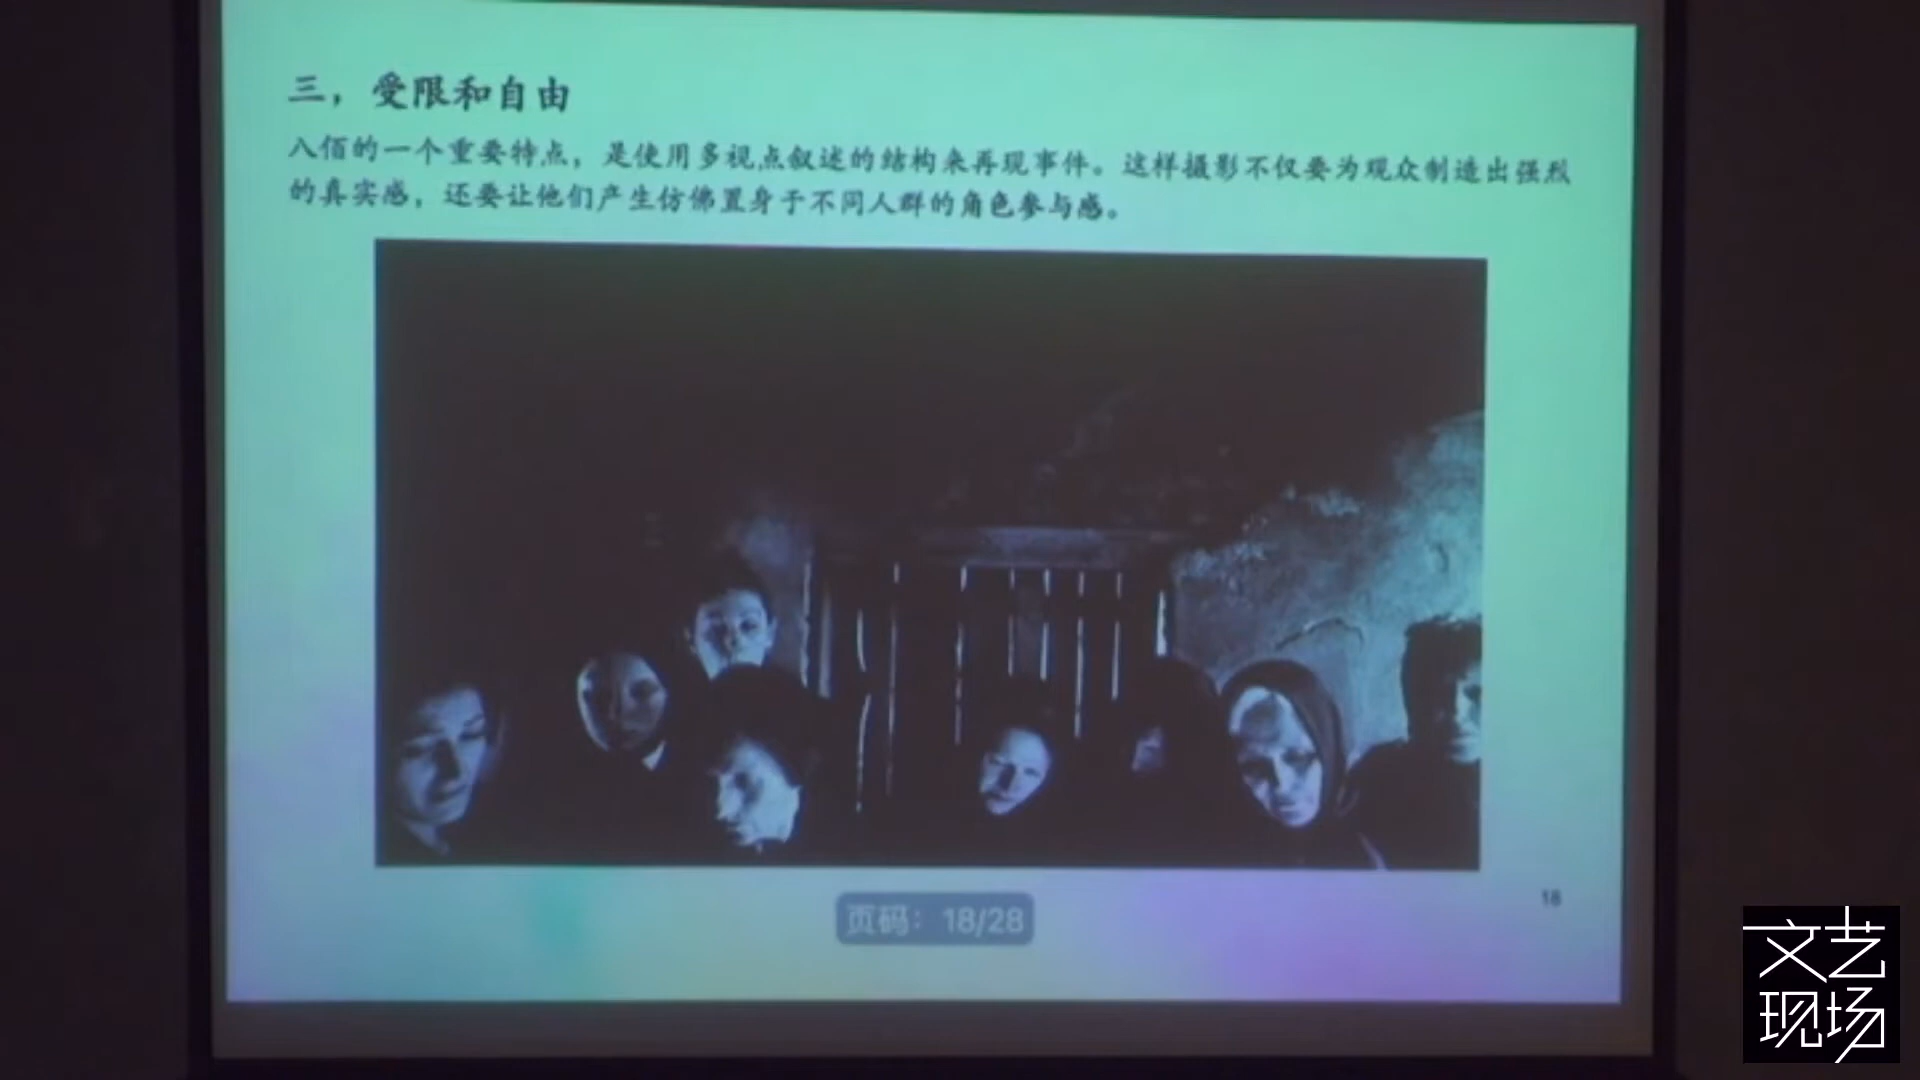 三，受限和自由
八佰的一个重要特点，是使用多视点叙述的结构来再现事件。这样摄影不仅要为观众制造出强烈
的真实感，还要让他们产生仿佛置身于不同人群的角色参与感。
18
页码：18/28
文艺
现场